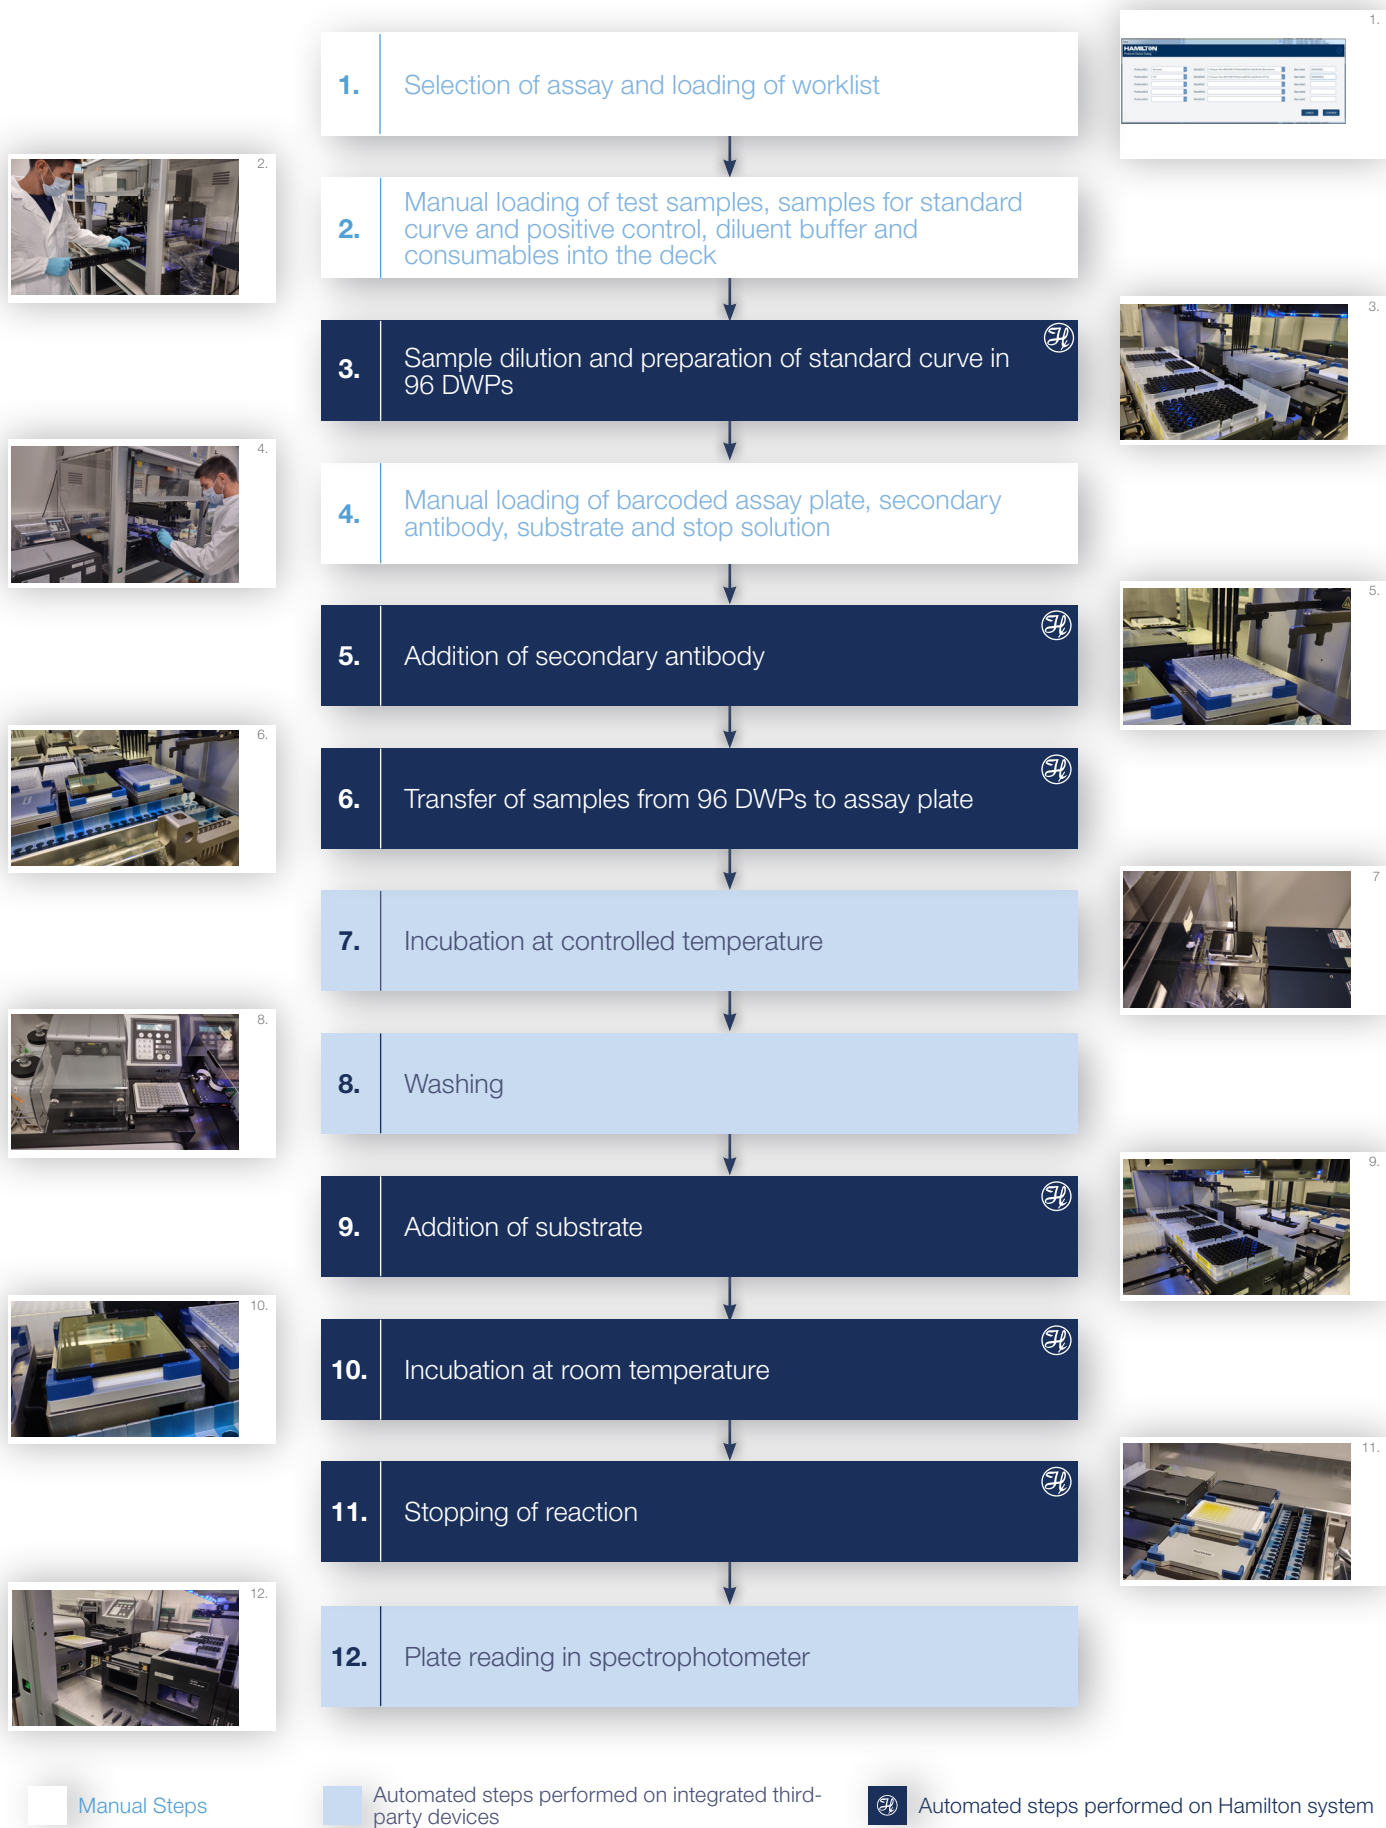 1.
Selection of assay and loading of worklist
1.
HAMILTON
2.
2.
Manual loading of test samples, samples for standard
curve and positive control, diluent buffer and
consumables into the deck
3.
3.
Sample dilution and preparation of standard curve in
96 DWPs
4.
4.
Manual loading of barcoded assay plate, secondary
antibody, substrate and stop solution
5.
5.
Addition of secondary antibody
6.
6.
Transfer of samples from 96 DWPs to assay plate
7
7.
Incubation at controlled temperature
8.
8.
Washing
9.
9.
Addition of substrate
10.
10.
Incubation at room temperature
11.
11.
Stopping of reaction
12.
12.
Plate reading in spectrophotometer
Manual Steps
Automated steps performed on integrated third-
party devices
Automated steps performed on Hamilton system